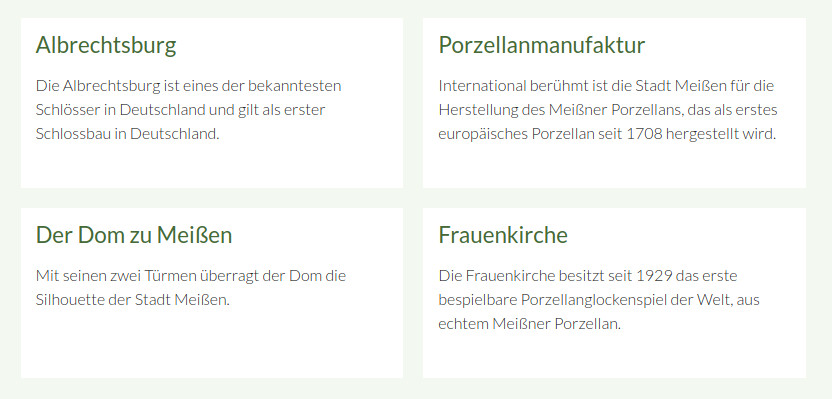 Albrechtsburg
Die Albrechtsburg ist eines der bekanntesten
Schlösser in Deutschland und gilt als erster
Schlossbau in Deutschland.
Porzellanmanufaktur
International berühmt ist die Stadt Meißen für die
Herstellung des Meißner Porzellans, das als erstes
europäisches Porzellan seit 1708 hergestellt wird.
Der Dom zu Meißen
Mit seinen zwei Türmen überragt der Dom die
Silhouette der Stadt Meißen.
Frauenkirche
Die Frauenkirche besitzt seit 1929 das erste
bespielbare Porzellanglockenspiel der Welt, aus
echtem Meißner Porzellan.